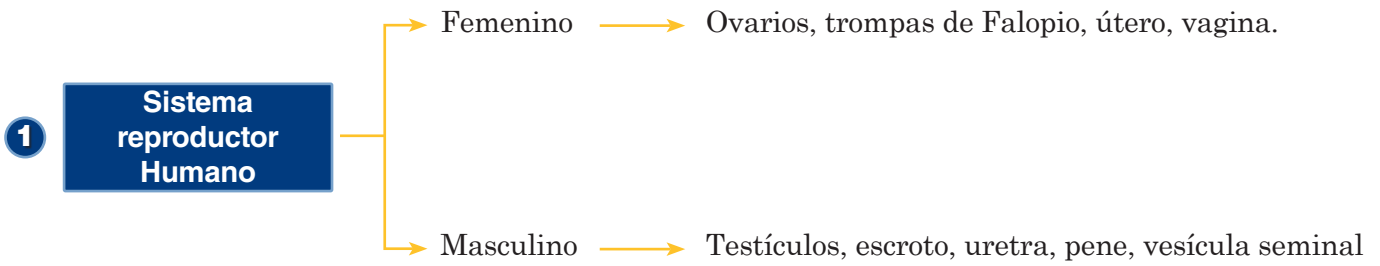 Femenino
Ovarios, trompas de Falopio, útero, vagina.
1
Sistema
reproductor
Humano
Masculino
Testículos, escroto, uretra, pene, vesícula seminal